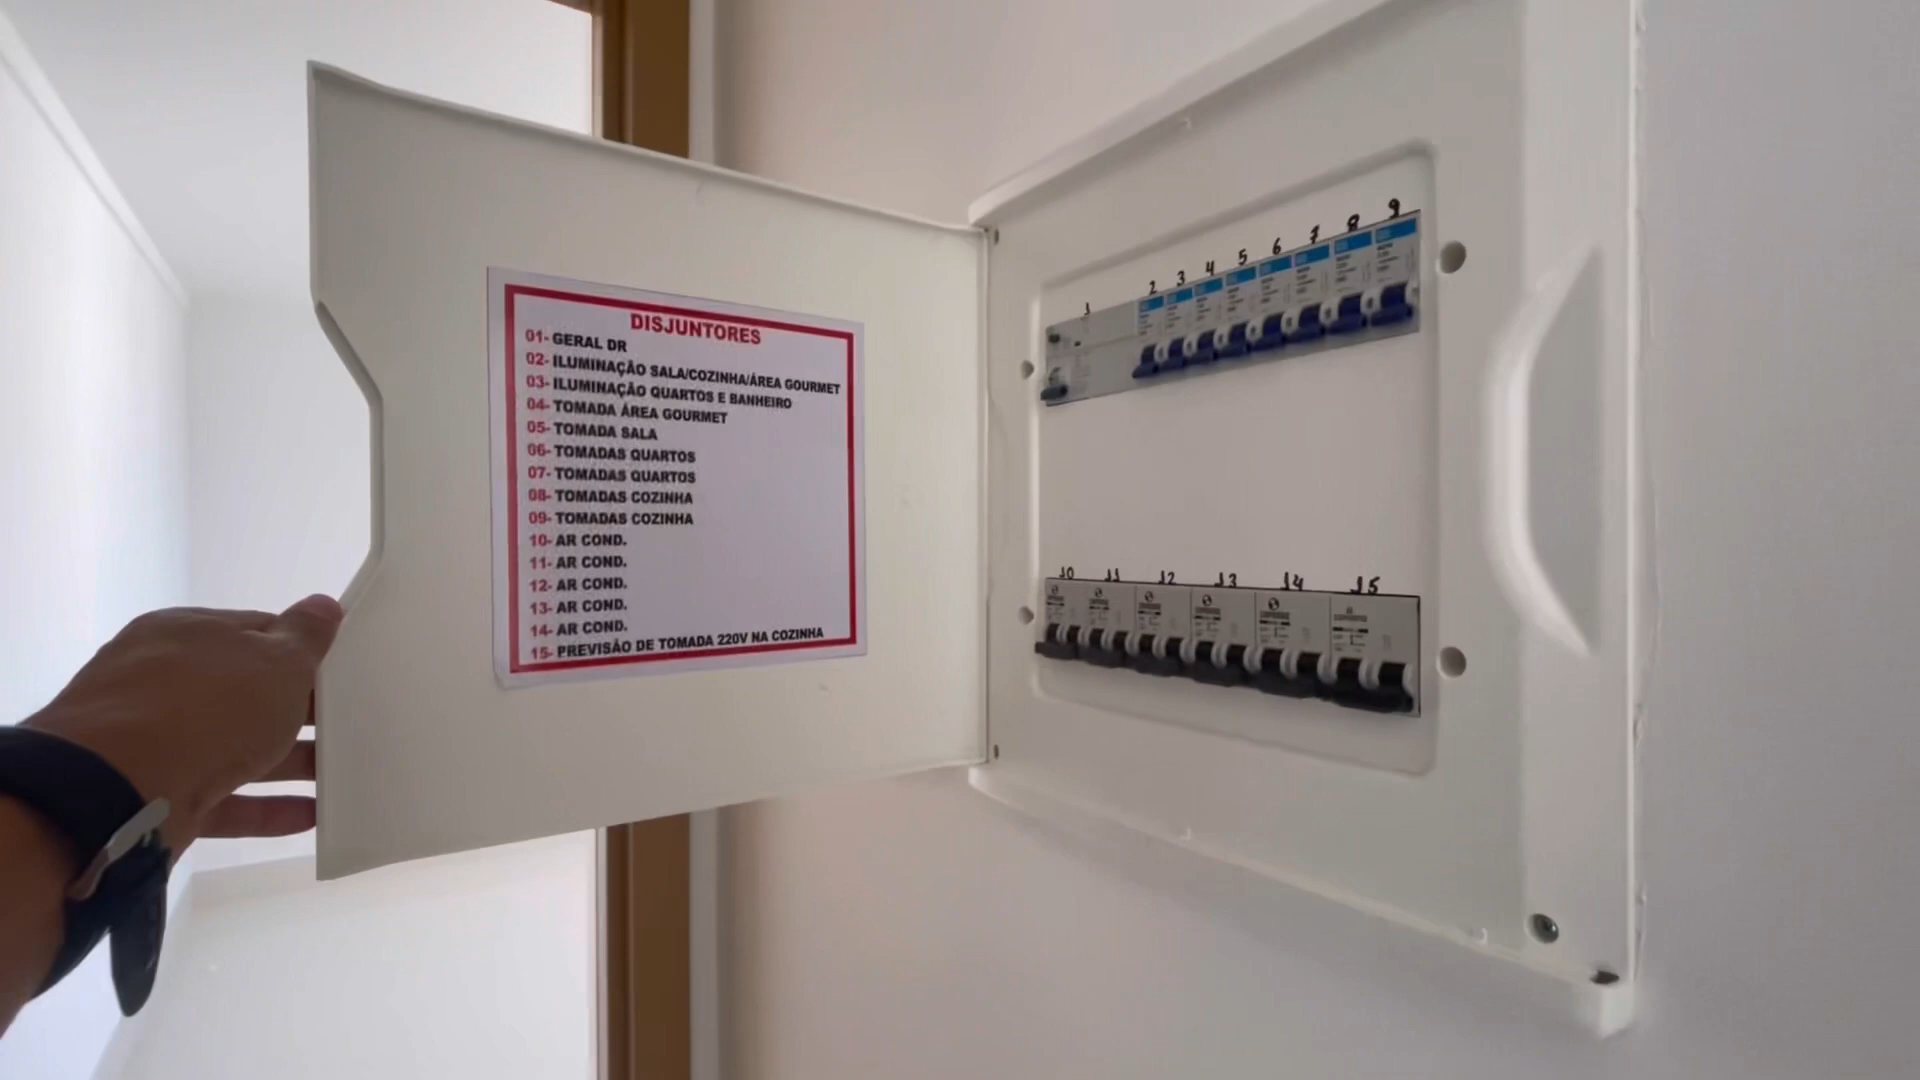 DISJUNTORES
01- GERAL DR
02- ILUMINAÇÃO SALA/COZINHA/ÁREA GOURMET
03- ILUMINAÇÃO QUARTOS E BANHEIRO
04- TOMADA ÁREA GOURMET
05- TOMADA SALA
06- TOMADAS QUARTOS
07- TOMADAS QUARTOS
08- TOMADAS COZINHA
09- TOMADAS COZINHA
10- AR COND.
11- AR COND.
12- AR COND.
13- AR COND.
14- AR COND.
15- PREVISÃO DE TOMADA 220V NA COZINHA
1 2 3 4 5 6 7 8 9
10 11 12 13 14 15